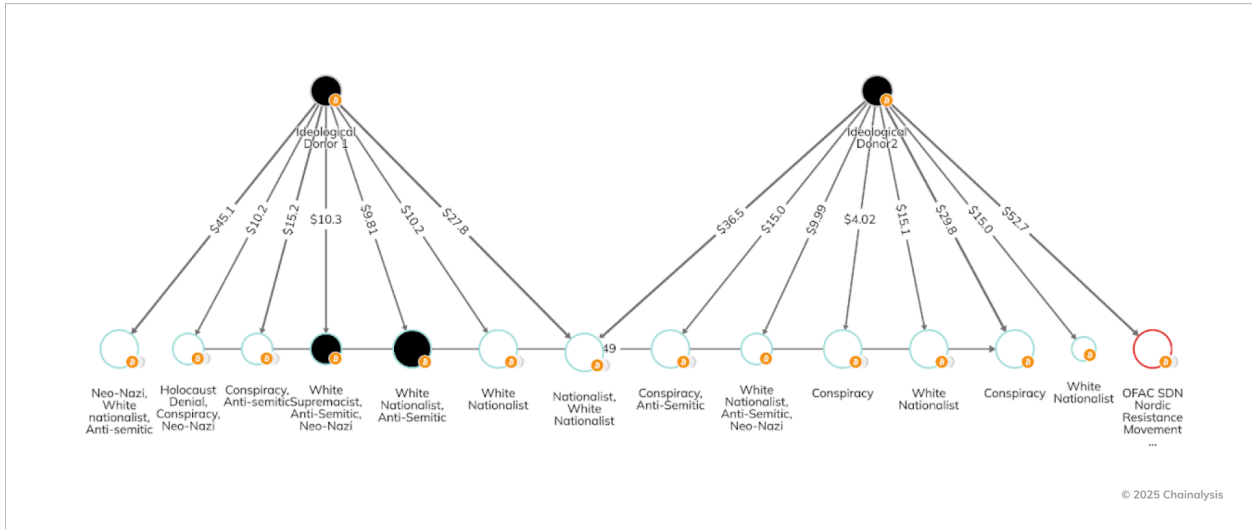 Ideological
Donor 1
Ideological
Donor2
$45.1
$10.2
$15.2
$10.3
$9.81
$10.2
$27.8
$36.5
$15.0
$9.99
$4.02
$15.1
$29.8
$15.0
$52.7
49
Neo-Nazi,
White
nationalist,
Anti-semitic
Holocaust
Denial,
Conspiracy,
Neo-Nazi
Conspiracy,
Anti-semitic
White
Supremacist,
Anti-Semitic,
Neo-Nazi
White
Nationalist,
Anti-Semitic
White
Nationalist
Nationalist,
White
Nationalist
Conspiracy,
Anti-Semitic
White
Nationalist,
Anti-Semitic,
Neo-Nazi
Conspiracy
White
Nationalist
Conspiracy
White
Nationalist
OFAC SDN
Nordic
Resistance
Movement
...
© 2025 Chainalysis